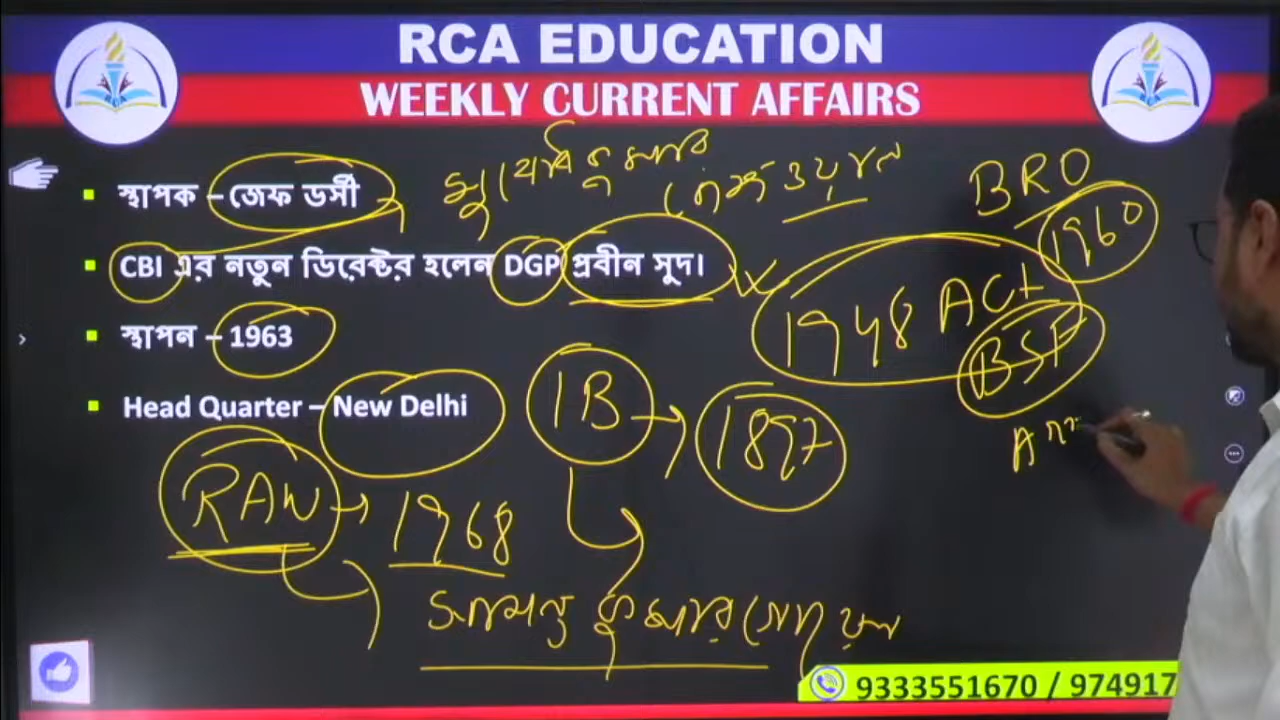 RCA EDUCATION
WEEKLY CURRENT AFFAIRS
স্থাপক – জেফ ডর্সী
CBI এর নতুন ডিরেক্টর হলেন DGP প্রবীন সুদ।
স্থাপন – 1963
Head Quarter – New Delhi
BRO
1960
1948 ACt
BSF
IB
1897
RAW
1968
কুমার
9333551670 / 974917